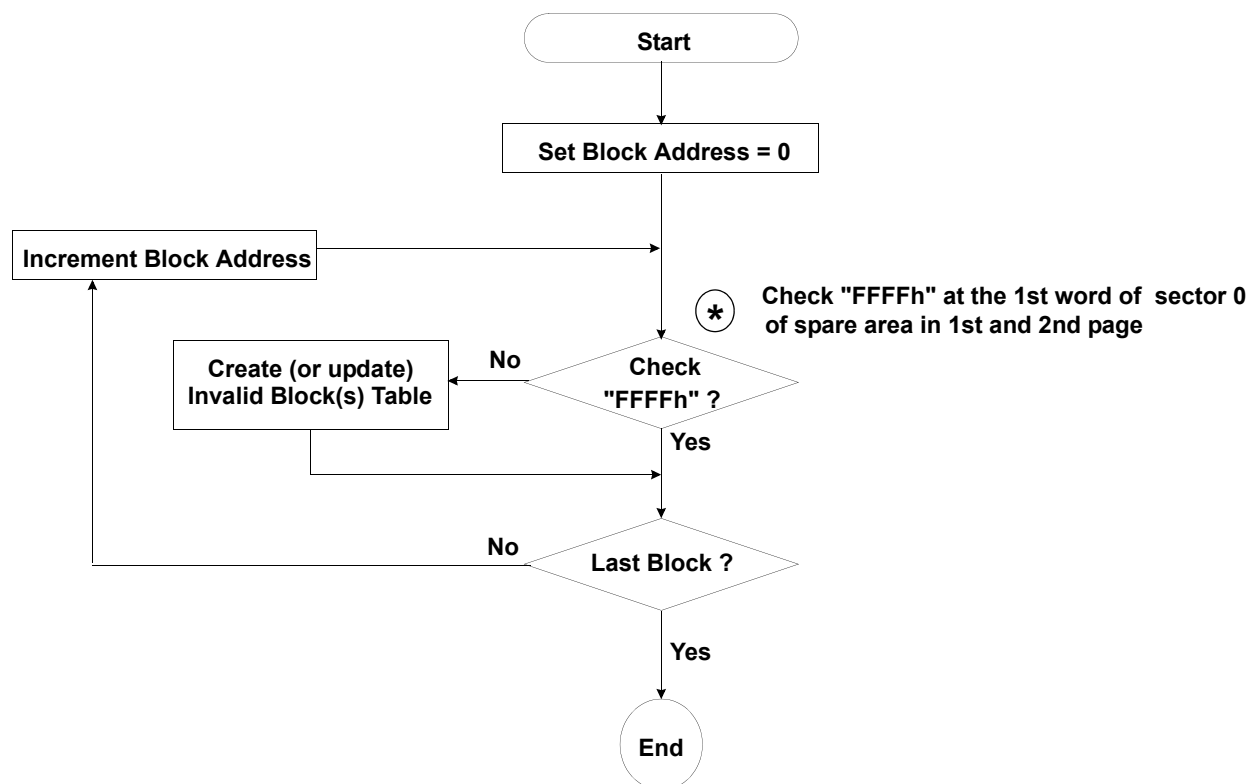 Start
Set Block Address = 0
Increment Block Address
*
Check "FFFFh" at the 1st word of sector 0
of spare area in 1st and 2nd page
No
Create (or update)
Invalid Block(s) Table
Check
"FFFFh" ?
Yes
No
Last Block ?
Yes
End